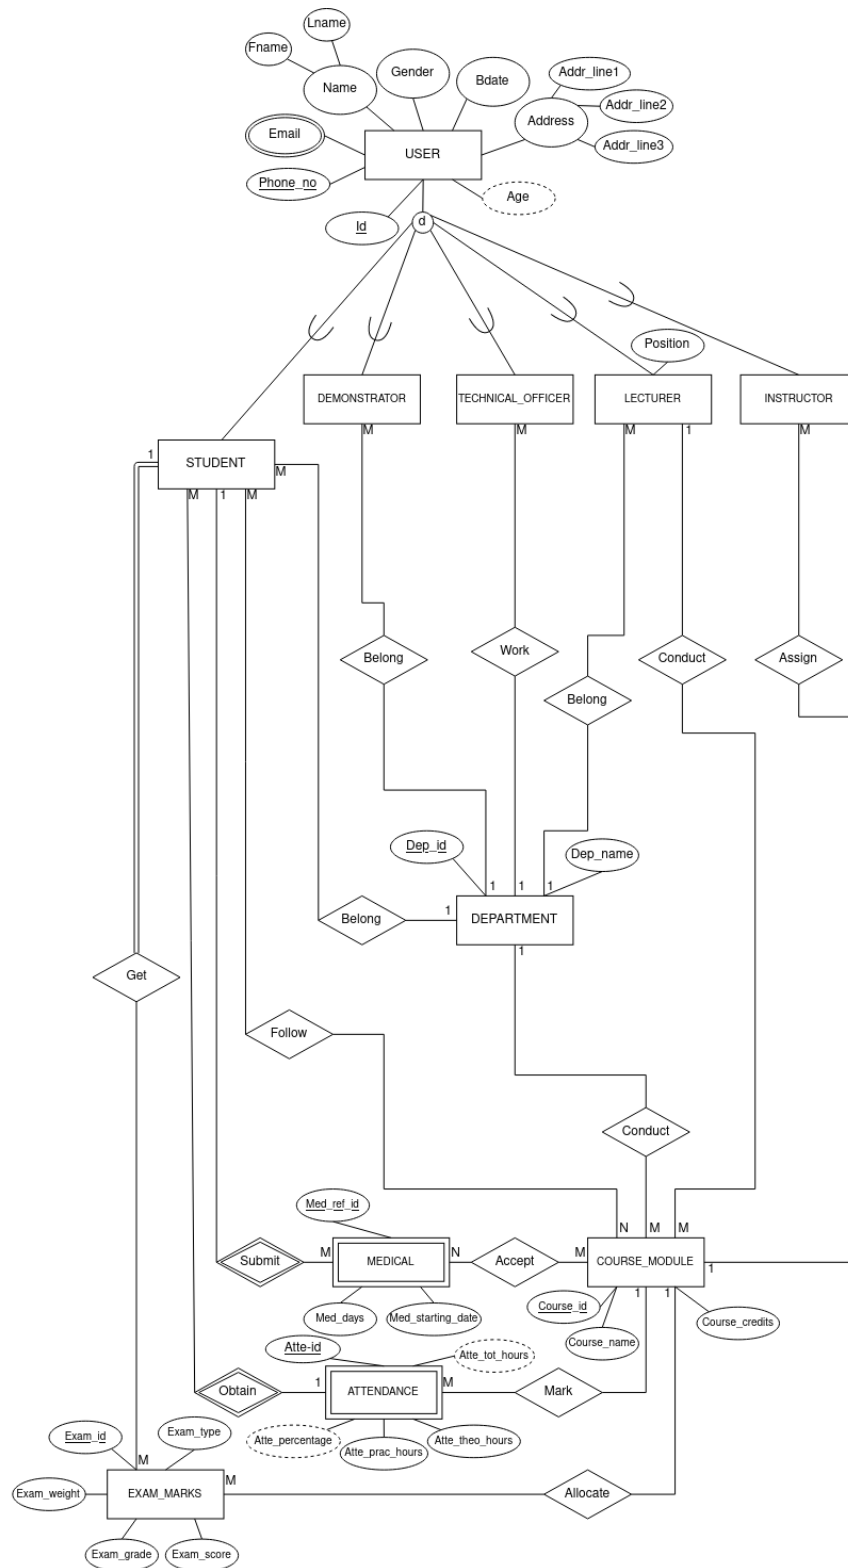 Lname
Fname
Name
Gender
Bdate
Addr_line1
Address
Addr_line2
Addr_line3
Email
USER
Phone_no
Age
Id
d
Position
DEMONSTRATOR
TECHNICAL_OFFICER
LECTURER
INSTRUCTOR
M
M
M
1
M
1
STUDENT
M
M
1
M
Belong
Work
Conduct
Assign
Belong
Dep_id
Dep_name
1
1
1
Belong
1
DEPARTMENT
1
Get
Follow
Conduct
Med_ref_id
N
M
M
Submit
M
MEDICAL
N
Accept
M
COURSE_MODULE
1
Med_days
Med_starting_date
Course_id
1
1
Course_name
Course_credits
Atte-id
Atte_tot_hours
Obtain
1
ATTENDANCE
M
Mark
Atte_percentage
Atte_prac_hours
Atte_theo_hours
Exam_id
Exam_type
M
Exam_weight
EXAM_MARKS
M
Allocate
Exam_grade
Exam_score